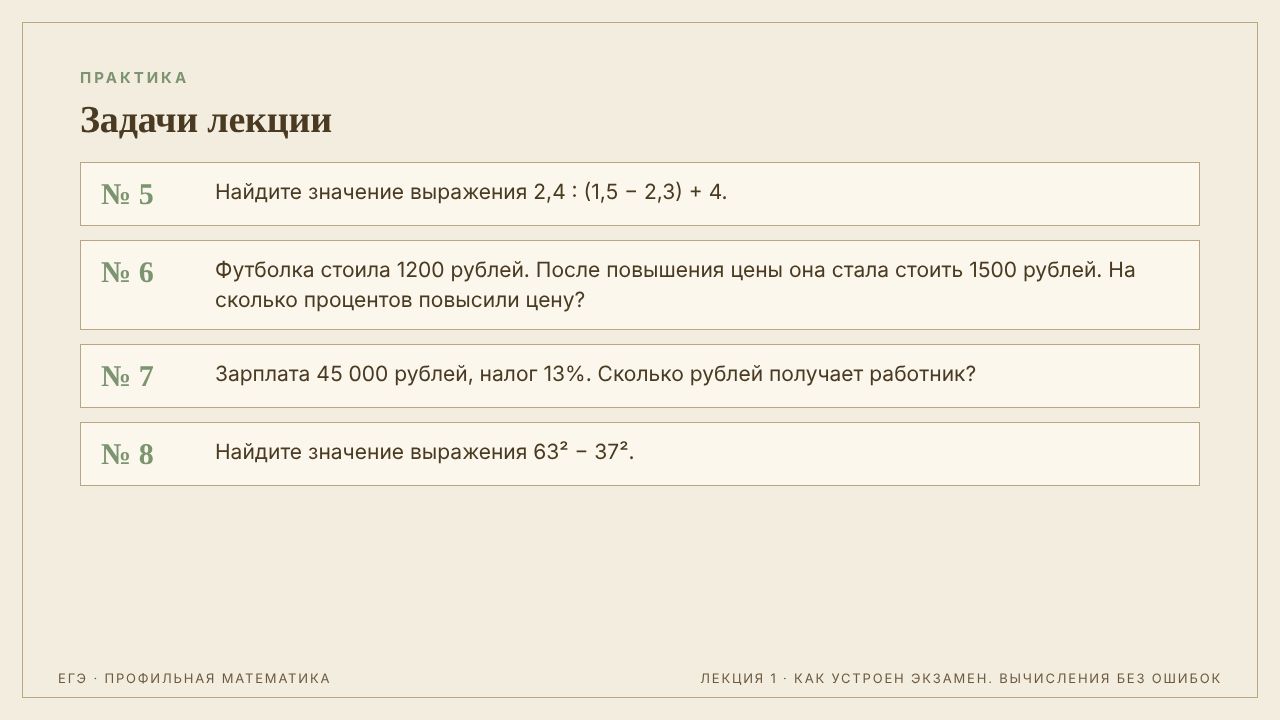 ПРАКТИКА
Задачи лекции
№ 5 Найдите значение выражения 2,4 : (1,5 − 2,3) + 4.
№ 6 Футболка стоила 1200 рублей. После повышения цены она стала стоить 1500 рублей. На
сколько процентов повысили цену?
№ 7 Зарплата 45 000 рублей, налог 13%. Сколько рублей получает работник?
№ 8 Найдите значение выражения 63² − 37².
ЕГЭ · ПРОФИЛЬНАЯ МАТЕМАТИКА
ЛЕКЦИЯ 1 · КАК УСТРОЕН ЭКЗАМЕН. ВЫЧИСЛЕНИЯ БЕЗ ОШИБОК